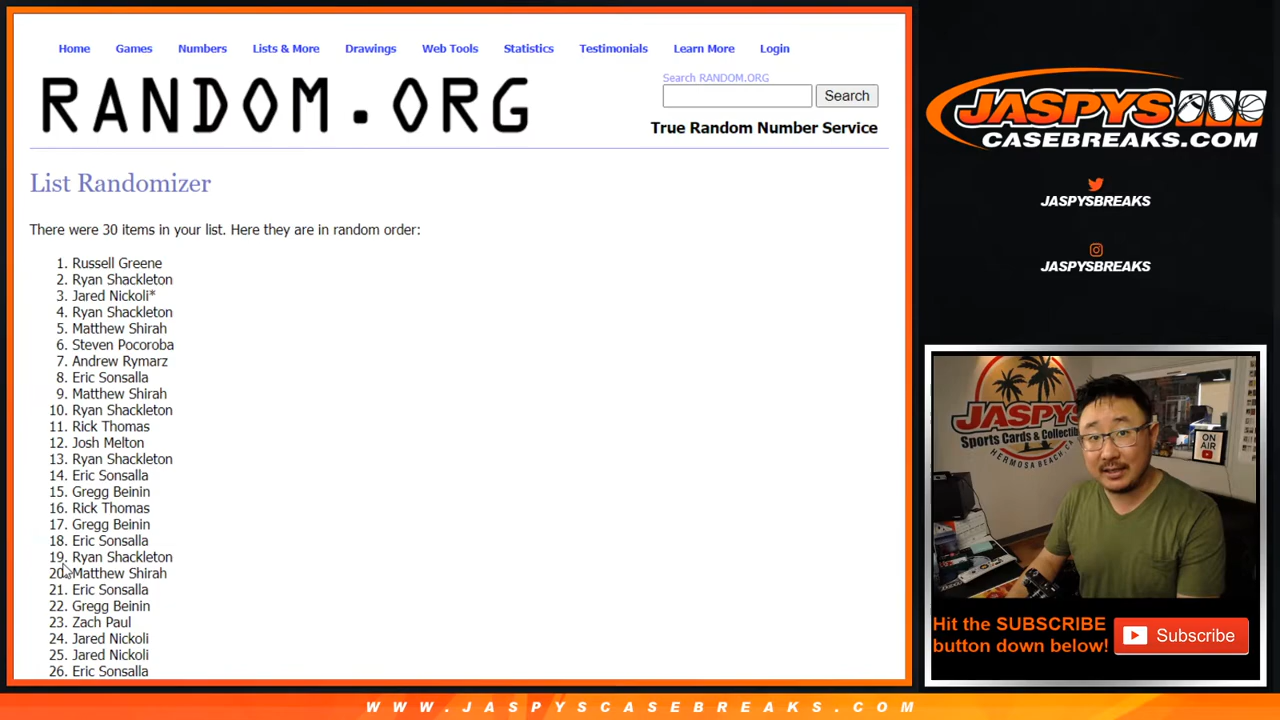 Home Games Numbers Lists & More Drawings Web Tools Statistics Testimonials Learn More Login
RANDOM.ORG
Search RANDOM.ORG
Search
True Random Number Service
List Randomizer
There were 30 items in your list. Here they are in random order:
1. Russell Greene
2. Ryan Shackleton
3. Jared Nickoli*
4. Ryan Shackleton
5. Matthew Shirah
6. Steven Pocoroba
7. Andrew Rymarz
8. Eric Sonsalla
9. Matthew Shirah
10. Ryan Shackleton
11. Rick Thomas
12. Josh Melton
13. Ryan Shackleton
14. Eric Sonsalla
15. Gregg Beinin
16. Rick Thomas
17. Gregg Beinin
18. Eric Sonsalla
19. Ryan Shackleton
20. Matthew Shirah
21. Eric Sonsalla
22. Gregg Beinin
23. Zach Paul
24. Jared Nickoli
25. Jared Nickoli
26. Eric Sonsalla
JASPYS
CASEBREAKS.COM
JASPYSBREAKS
JASPYSBREAKS
JASPYS
Sports Cards & Collectibl
HERMOSA BEACH CA
ON AIR
Hit the SUBSCRIBE
button down below!
Subscribe
WWW.JASPYSCASEBREAKS.COM